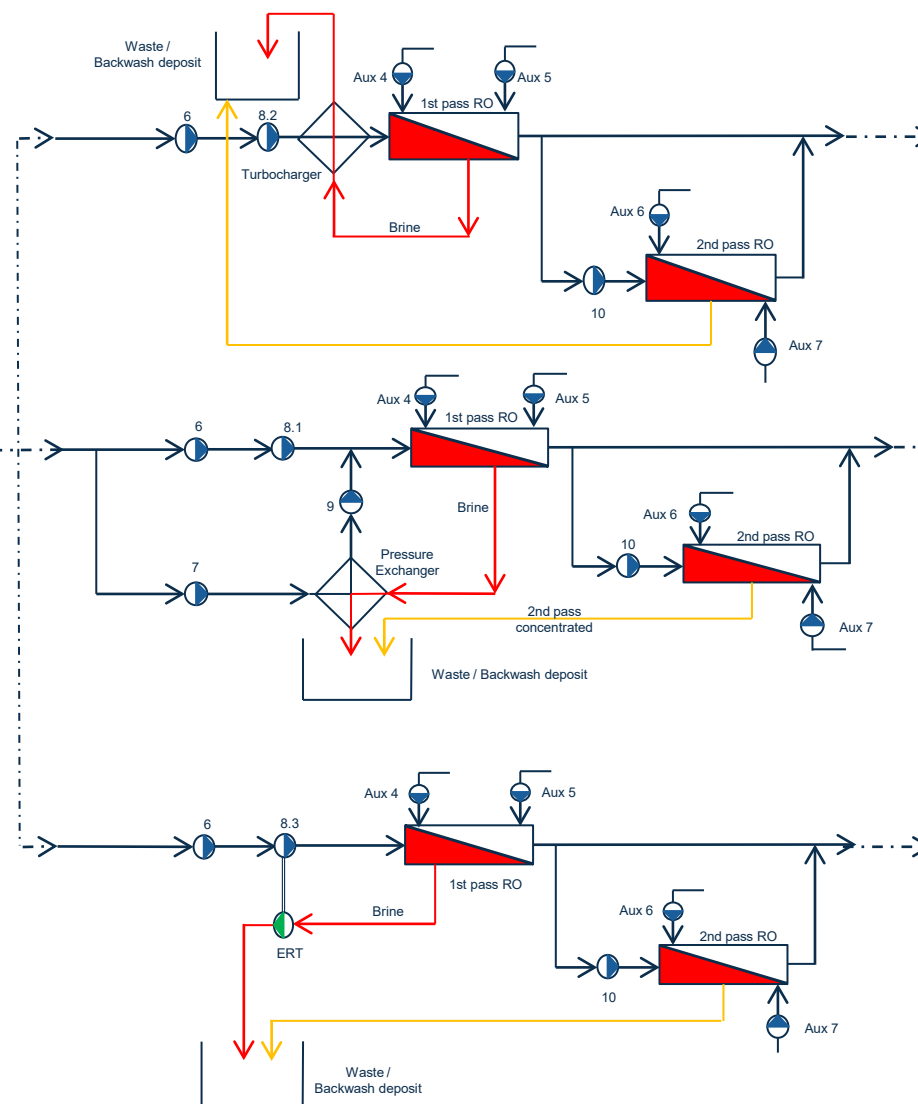 Waste /
Backwash deposit
6
8.2
Turbocharger
Aux 4
Aux 5
1st pass RO
Brine
Aux 6
2nd pass RO
10
Aux 7
6
8.1
Aux 4
Aux 5
1st pass RO
9
Brine
7
Pressure
Exchanger
Aux 6
2nd pass RO
10
Aux 7
2nd pass
concentrated
Waste / Backwash deposit
6
8.3
Aux 4
Aux 5
1st pass RO
Brine
ERT
Aux 6
2nd pass RO
10
Aux 7
Waste /
Backwash deposit